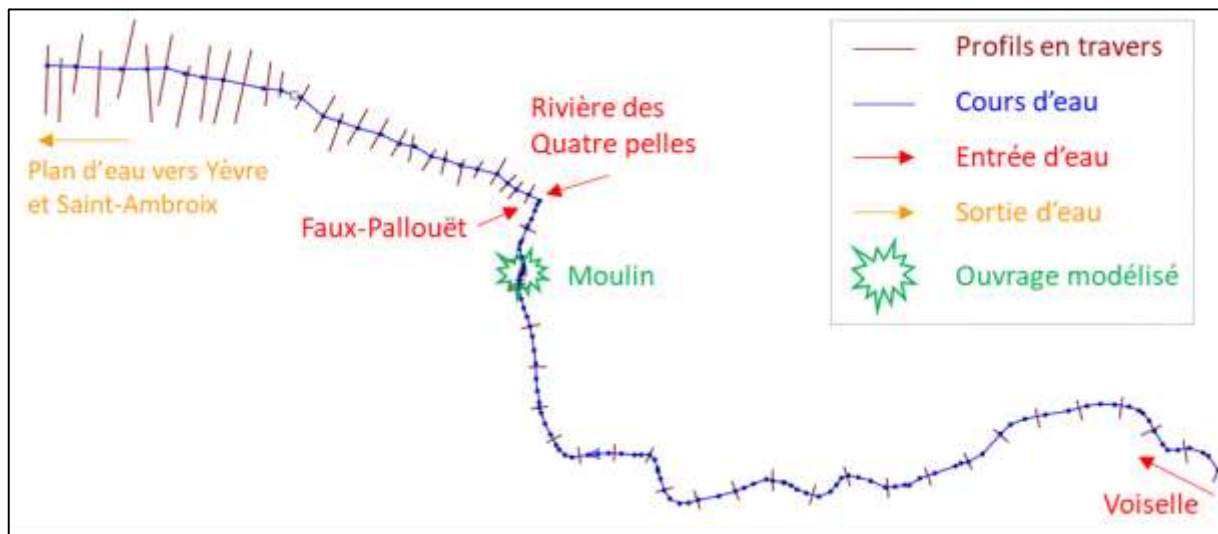 Profils en travers
Cours d'eau
Entrée d'eau
Sortie d'eau
Ouvrage modélisé
Rivière des
Quatre pelles
Plan d'eau vers Yèvre
et Saint-Ambroix
Faux-Pallouët
Moulin
Voiselle